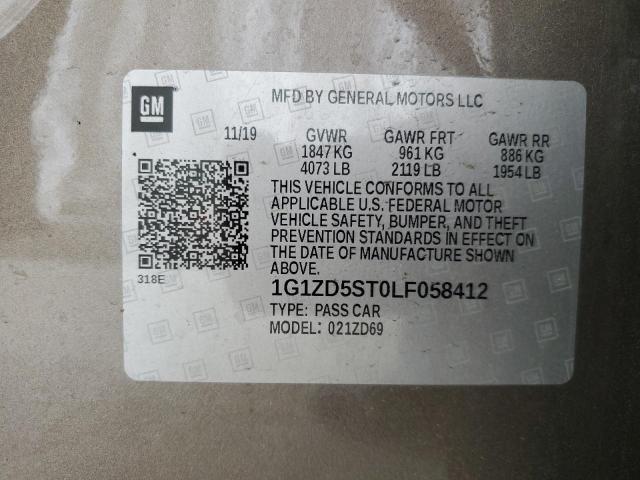 GM
MFD BY GENERAL MOTORS LLC
11/19 GVWR GAWR FRT GAWR RR
1847 KG 961 KG 886 KG
4073 LB 2119 LB 1954 LB
THIS VEHICLE CONFORMS TO ALL
APPLICABLE U.S. FEDERAL MOTOR
VEHICLE SAFETY, BUMPER, AND THEFT
PREVENTION STANDARDS IN EFFECT ON
THE DATE OF MANUFACTURE SHOWN
ABOVE.
318E
1G1ZD5ST0LF058412
TYPE: PASS CAR
MODEL: 021ZD69